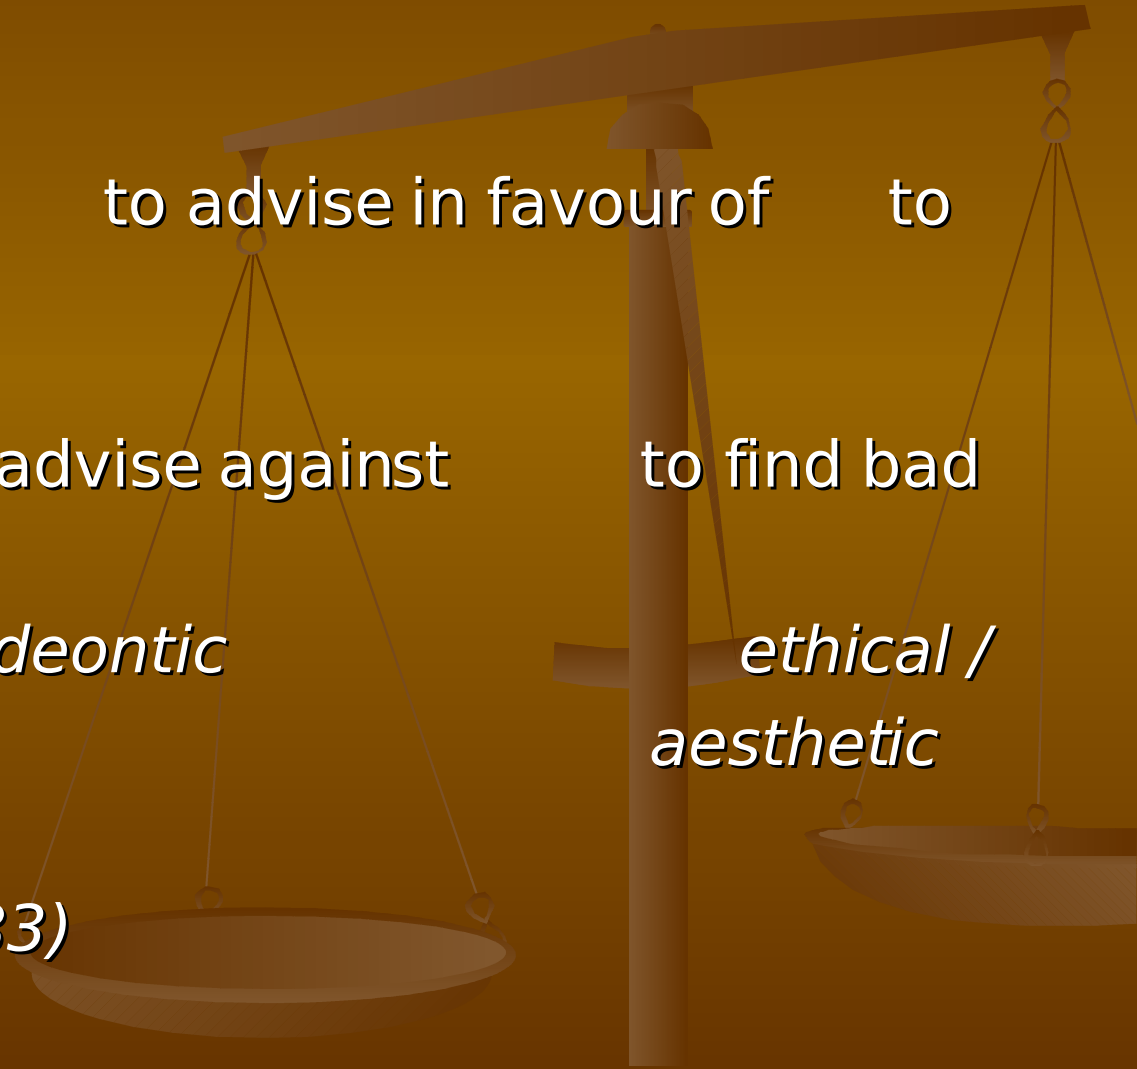 to advise in favour of to
advise against to find bad
deontic ethical /
aesthetic
3)